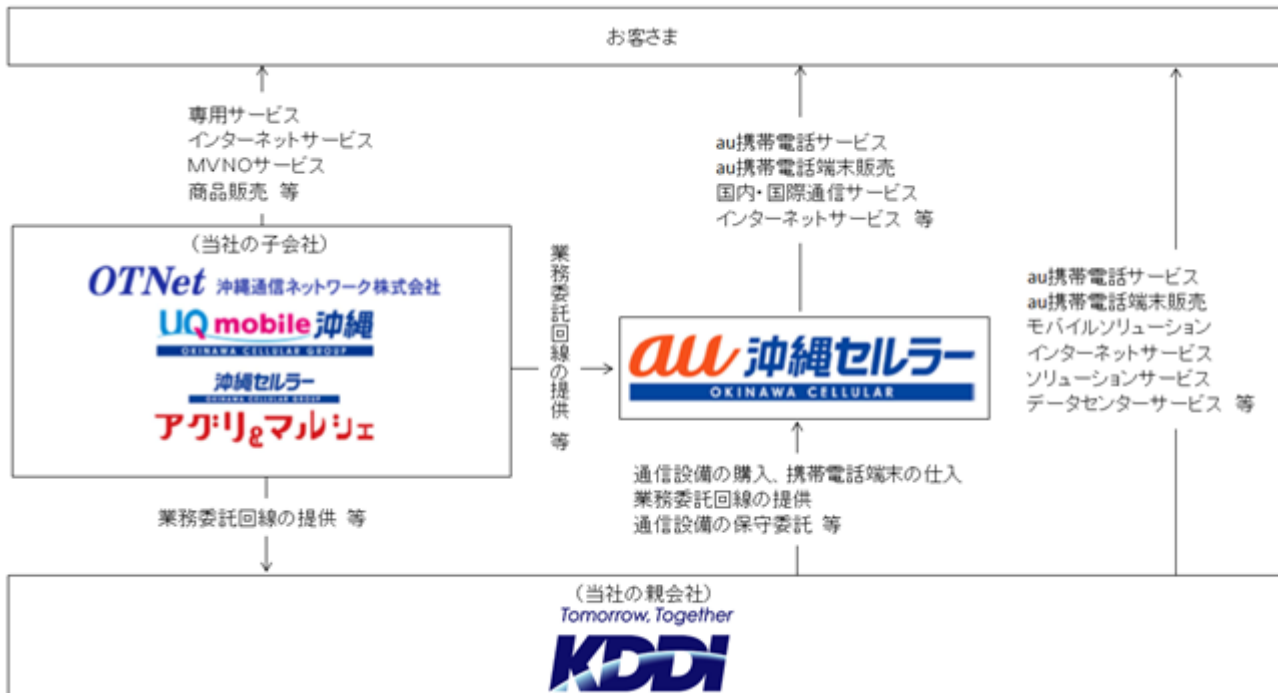 お客さま
専用サービス
インターネットサービス
MVNOサービス
商品販売 等
au携帯電話サービス
au携帯電話端末販売
国内・国際通信サービス
インターネットサービス 等
au携帯電話サービス
au携帯電話端末販売
モバイルソリューション
インターネットサービス
ソリューションサービス
データセンターサービス 等
(当社の子会社)
OTNet 沖縄通信ネットワーク株式会社
UQ mobile 沖縄
OKINAWA CELLULAR GROUP
沖縄セルラー
OKINAWA CELLULAR GROUP
アグリ&マルシェ
業務委託回線の提供 等
au 沖縄セルラー
OKINAWA CELLULAR
業務委託回線の提供 等
通信設備の購入、携帯電話端末の仕入
業務委託回線の提供
通信設備の保守委託 等
(当社の親会社)
Tomorrow, Together
KDDI